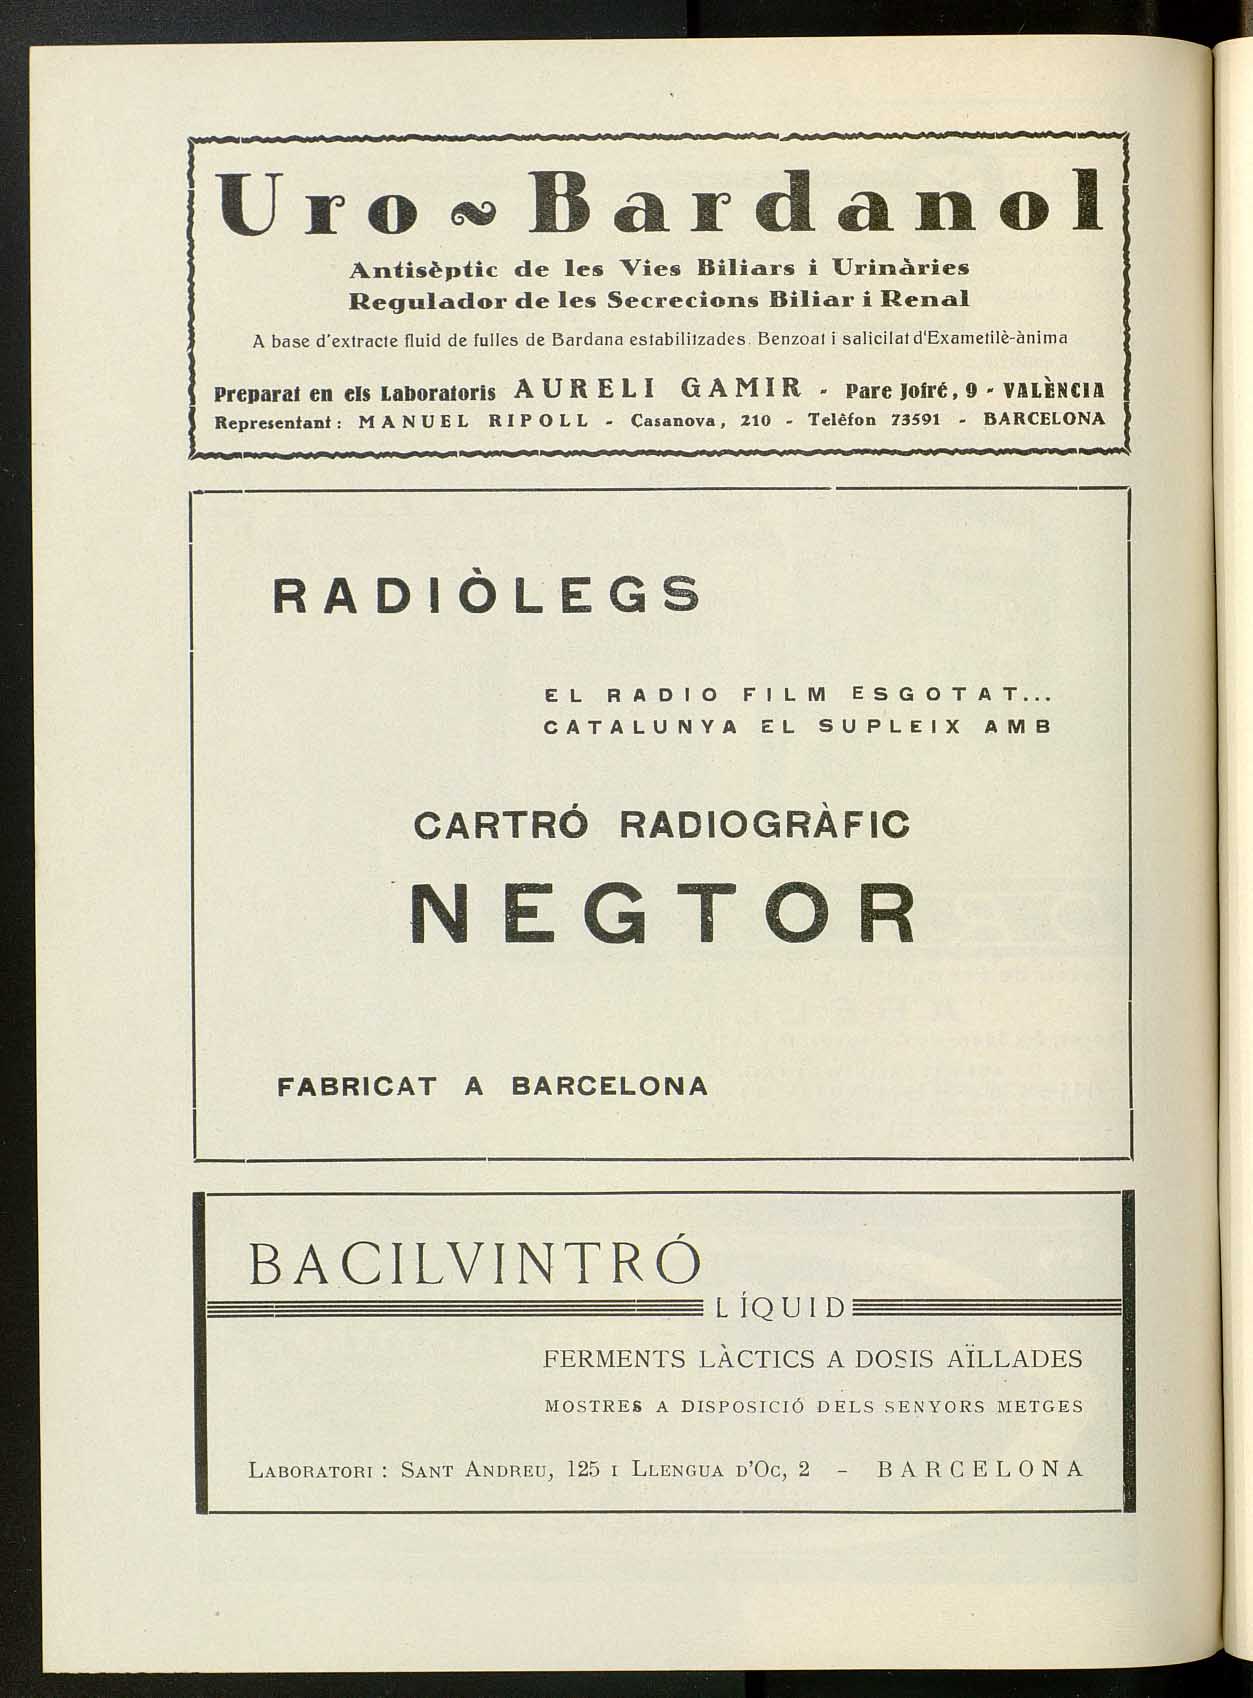 Uro ~ Bardanol
Antisèptic de les Vies Biliars i Urinàries
Regulador de les Secrecions Biliar i Renal
A base d'extracte fluid de fulles de Bardana estabilitzades. Benzoat i salicilat d'Exametilè-ànima
Preparat en els Laboratoris AURELI GAMIR - Pare Jofré, 9 - VALÈNCIA
Representant: MANUEL RIPOLL - Casanova, 210 - Telèfon 73591 - BARCELONA
RADIÒLEGS
EL RADIO FILM ESGOTAT...
CATALUNYA EL SUPLEIX AMB
CARTRÓ RADIOGRÀFIC
NEGTOR
FABRICAT A BARCELONA
BACILVINTRÓ
LÍQUID
FERMENTS LÀCTICS A DOSIS AÏLLADES
MOSTRES A DISPOSICIÓ DELS SENYORS METGES
LABORATORI: SANT ANDREU, 125 I LLENGUA D'OC, 2 - BARCELONA